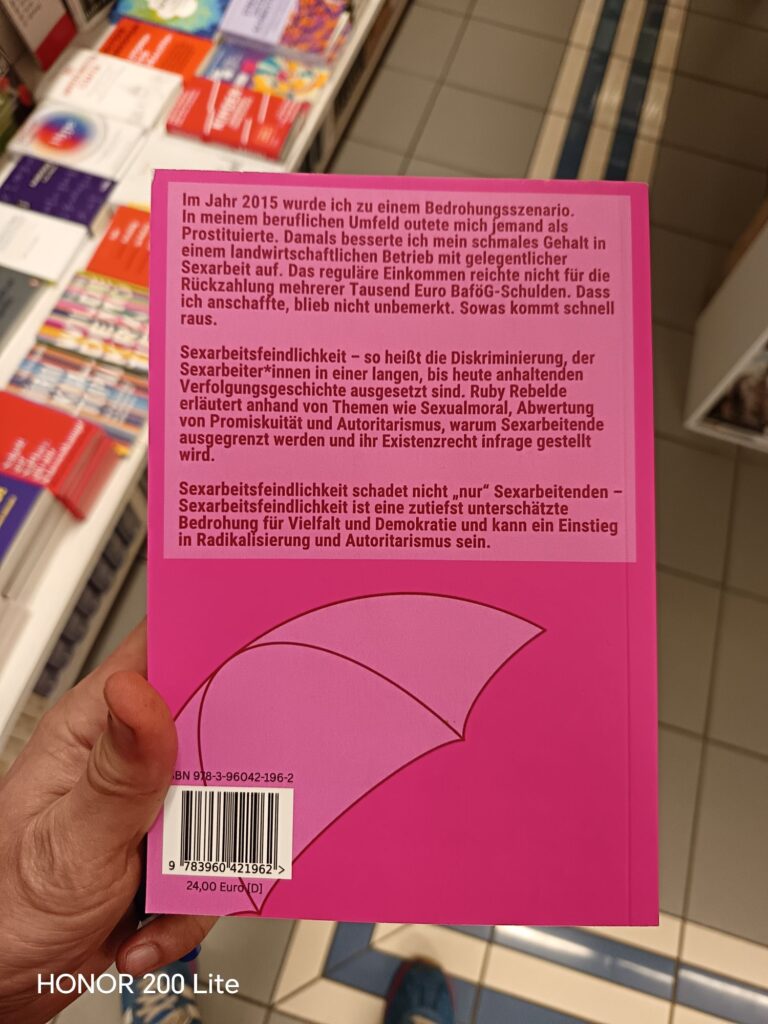 Im Jahr 2015 wurde ich zu einem Bedrohungsszenario.
In meinem beruflichen Umfeld outete mich jemand als
Prostituierte. Damals besserte ich mein schmales Gehalt in
einem landwirtschaftlichen Betrieb mit gelegentlicher
Sexarbeit auf. Das reguläre Einkommen reichte nicht für die
Rückzahlung mehrerer Tausend Euro BaföG-Schulden. Dass
ich anschaffte, blieb nicht unbemerkt. Sowas kommt schnell
raus.
Sexarbeitsfeindlichkeit – so heißt die Diskriminierung, der
Sexarbeiter*innen in einer langen, bis heute anhaltenden
Verfolgungsgeschichte ausgesetzt sind. Ruby Rebelde
erläutert anhand von Themen wie Sexualmoral, Abwertung
von Promiskuität und Autoritarismus, warum Sexarbeitende
ausgegrenzt werden und ihr Existenzrecht infrage gestellt
wird.
Sexarbeitsfeindlichkeit schadet nicht „nur“ Sexarbeitenden –
Sexarbeitsfeindlichkeit ist eine zutiefst unterschätzte
Bedrohung für Vielfalt und Demokratie und kann ein Einstieg
in Radikalisierung und Autoritarismus sein.
BN 978-3-96042-196-2
9 783960 421962 >
24,00 Euro [D]
HONOR 200 Lite